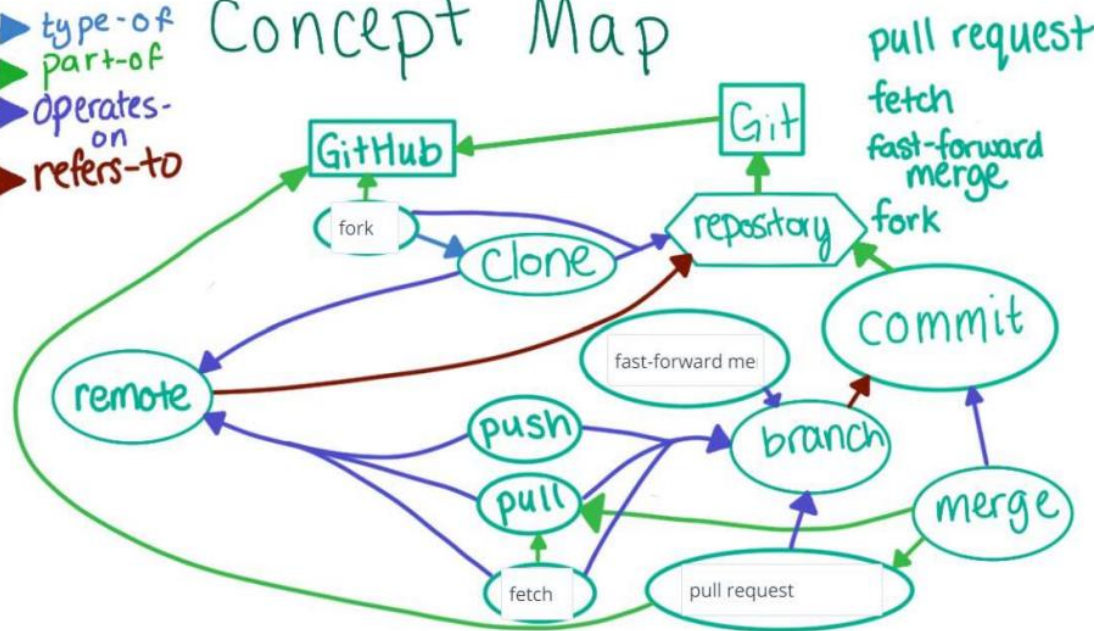 type-of
part-of
operates-
on
refers-to
Concept Map
pull request
fetch
fast-forward
merge
fork
GitHub
Git
fork
clone
repository
commit
fast-forward me
remote
push
branch
pull
merge
fetch
pull request